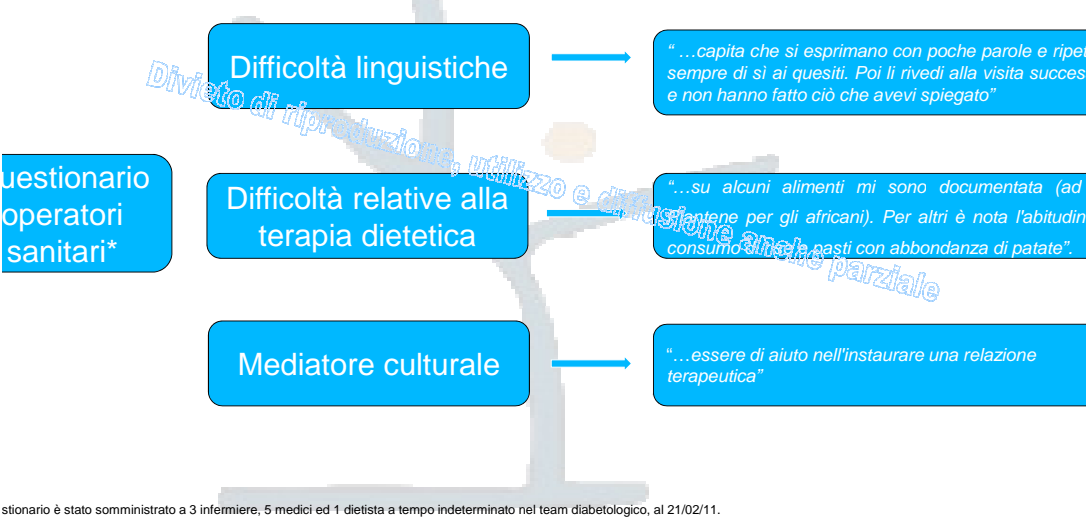 Difficoltà linguistiche
“…capita che si esprimano con poche parole e ripet
sempre di sì ai quesiti. Poi li rivedi alla visita succes
e non hanno fatto ciò che avevi spiegato”
uestionario
operatori
sanitari*
Difficoltà relative alla
terapia dietetica
“…su alcuni alimenti mi sono documentata (ad
per gli africani). Per altri è nota l'abitudin
consumo pasti con abbondanza di patate”.
Mediatore culturale
“…essere di aiuto nell'instaurare una relazione
terapeutica”
Divieto di riproduzione, utilizzo e diffusione anche parziale
stionario è stato somministrato a 3 infermiere, 5 medici ed 1 dietista a tempo indeterminato nel team diabetologico, al 21/02/11.